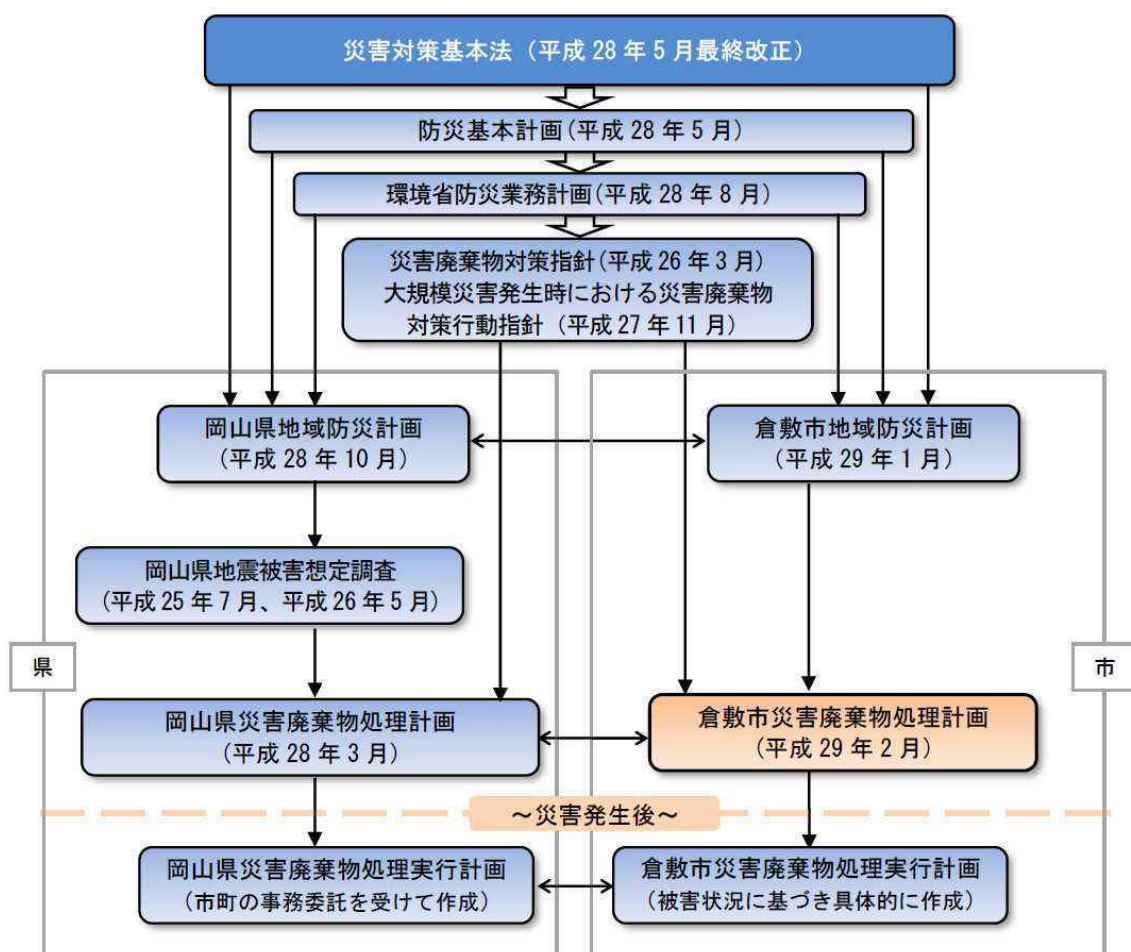 災害対策基本法（平成 28 年 5 月最終改正）
防災基本計画(平成 28 年 5 月)
環境省防災業務計画(平成 28 年 8 月)
災害廃棄物対策指針(平成 26 年 3 月)
大規模災害発生時における災害廃棄物
対策行動指針（平成 27 年 11 月）
岡山県地域防災計画
(平成 28 年 10 月)
倉敷市地域防災計画
(平成 29 年 1 月)
岡山県地震被害想定調査
(平成 25 年 7 月、平成 26 年 5 月)
県
市
岡山県災害廃棄物処理計画
(平成 28 年 3 月)
倉敷市災害廃棄物処理計画
(平成 29 年 2 月)
～災害発生後～
岡山県災害廃棄物処理実行計画
(市町の事務委託を受けて作成)
倉敷市災害廃棄物処理実行計画
(被害状況に基づき具体的に作成)